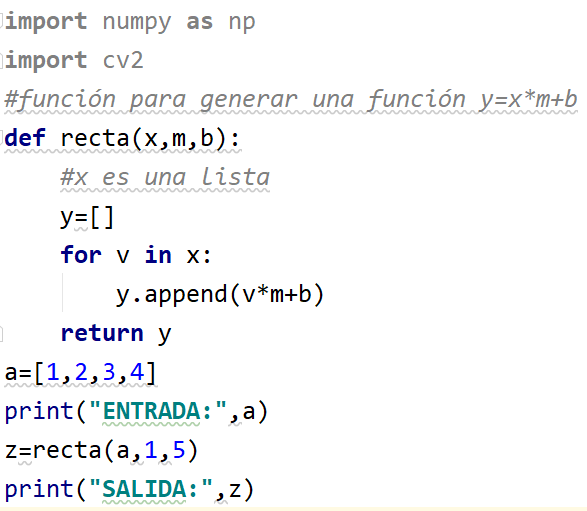 import numpy as np
import cv2
#función para generar una función y=x*m+b
def recta(x,m,b):
    #x es una lista
    y=[]
    for v in x:
        y.append(v*m+b)
    return y
a=[1,2,3,4]
print("ENTRADA:",a)
z=recta(a,1,5)
print("SALIDA:",z)